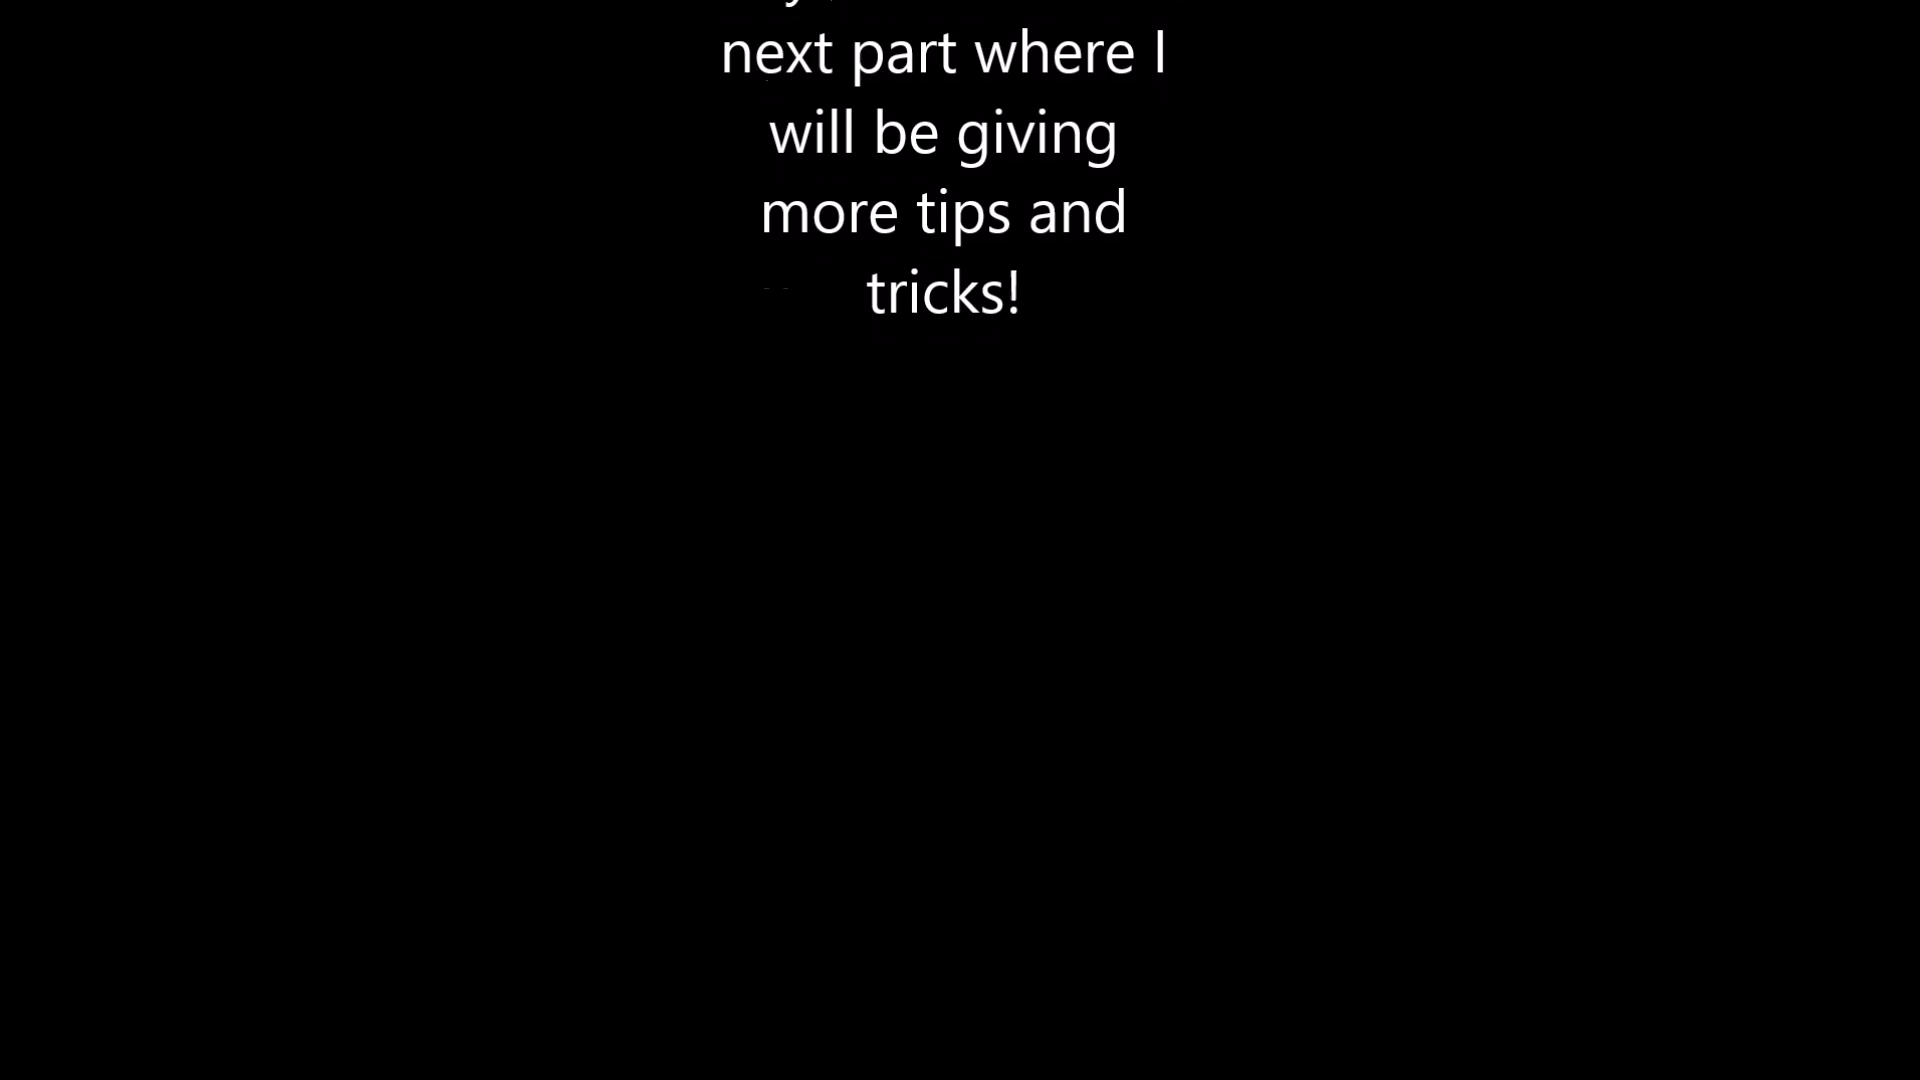 next part where I
will be giving
more tips and
tricks!